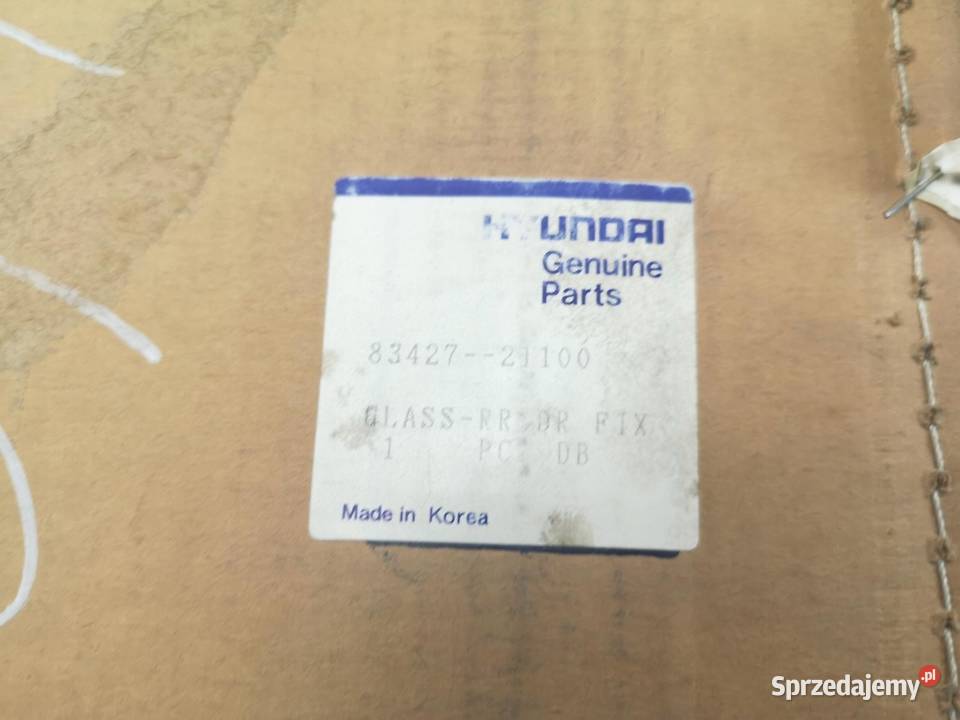 HYUNDAI
Genuine
Parts
83427--21100
GLASS-RR DR FIX
1 PC DB
Made in Korea
Sprzedajemy.pl